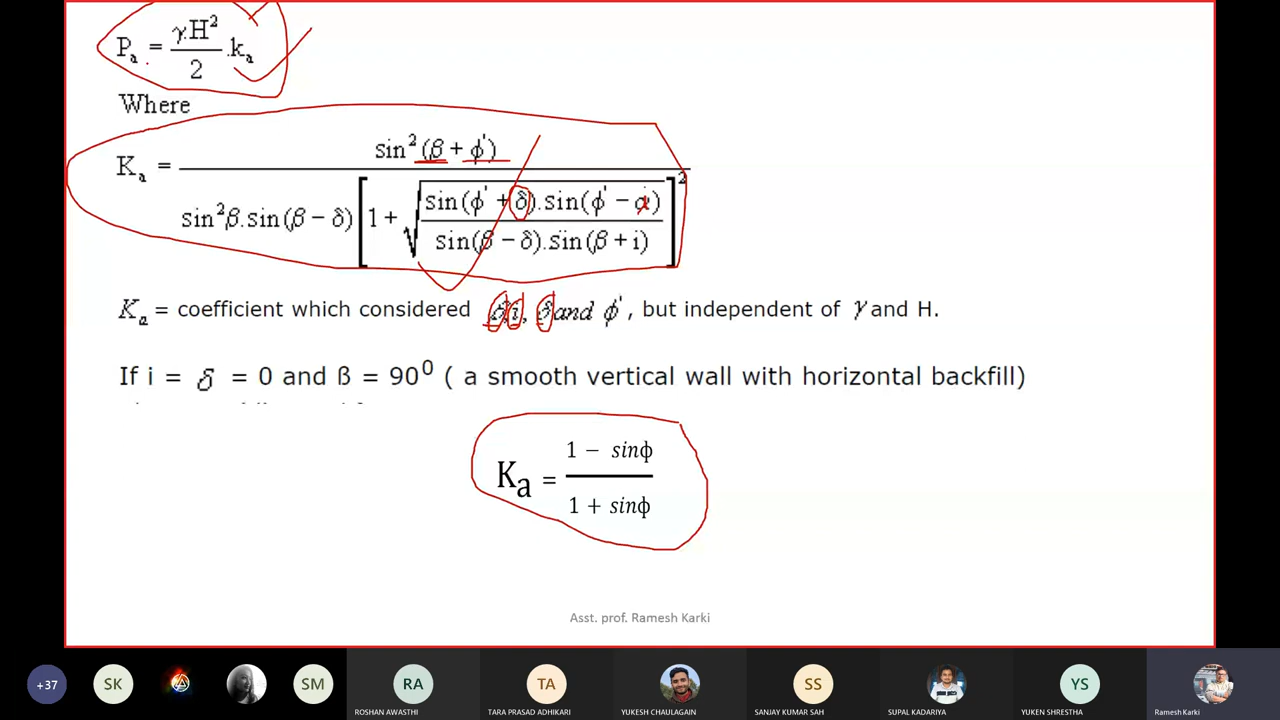 Pa = γ.H² / 2 .ka
Where
Ka = sin²(β + ϕ') / sin²β.sin(β − δ) [1 + √(sin(ϕ' + δ).sin(ϕ' − i) / sin(β − δ).sin(β + i))]²
Ka = coefficient which considered β, i, δ and ϕ', but independent of γ and H.
If i = δ = 0 and ß = 90⁰ ( a smooth vertical wall with horizontal backfill)
Ka = 1 − sinϕ / 1 + sinϕ
Asst. prof. Ramesh Karki
+37 SK SM RA TA SS YS
ROSHAN AWASTHI TARA PRASAD ADHIKARI YUKESH CHAULAGAIN SANJAY KUMAR SAH SUPAL KADARIYA YUKEN SHRESTHA Ramesh Karki